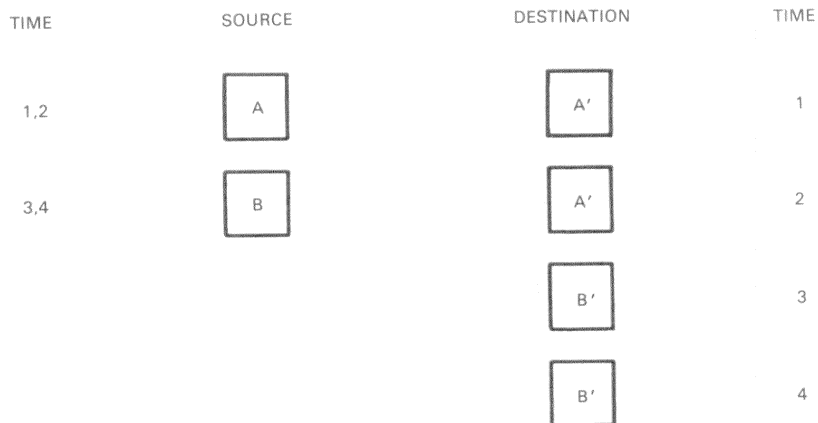 TIME SOURCE DESTINATION TIME
1,2 A A′ 1
3,4 B A′ 2
B′ 3
B′ 4